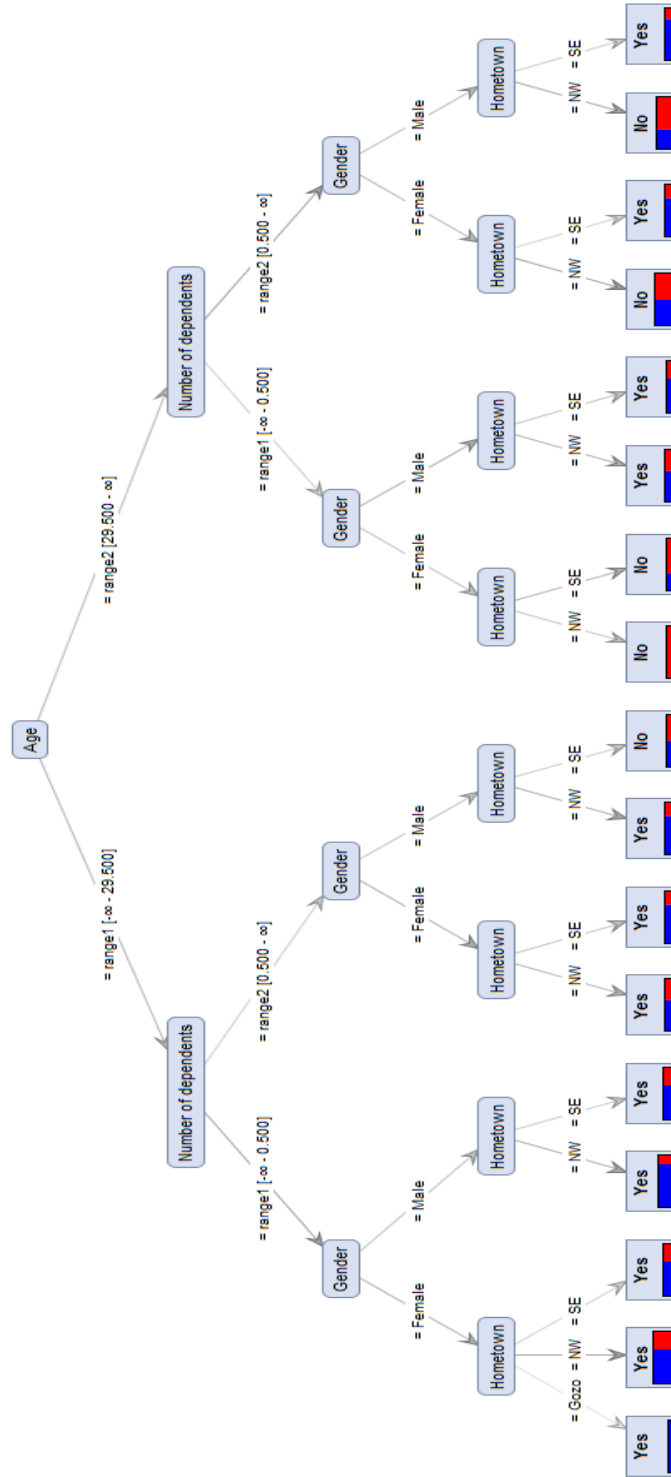 Age
= range1 [-∞ - 29.500]
= range2 [29.500 - ∞]
Number of dependents
Number of dependents
= range1 [-∞ - 0.500]
= range2 [0.500 - ∞]
= range1 [-∞ - 0.500]
= range2 [0.500 - ∞]
Gender
Gender
Gender
Gender
= Female
= Male
= Female
= Male
= Female
= Male
= Female
= Male
Hometown
Hometown
Hometown
Hometown
Hometown
Hometown
Hometown
Hometown
= Gozo
= NW
= SE
= NW
= SE
= NW
= SE
= NW
= SE
= NW
= SE
= NW
= SE
= NW
= SE
= NW
= SE
Yes
Yes
Yes
Yes
Yes
Yes
Yes
Yes
No
No
No
Yes
Yes
No
Yes
No
Yes